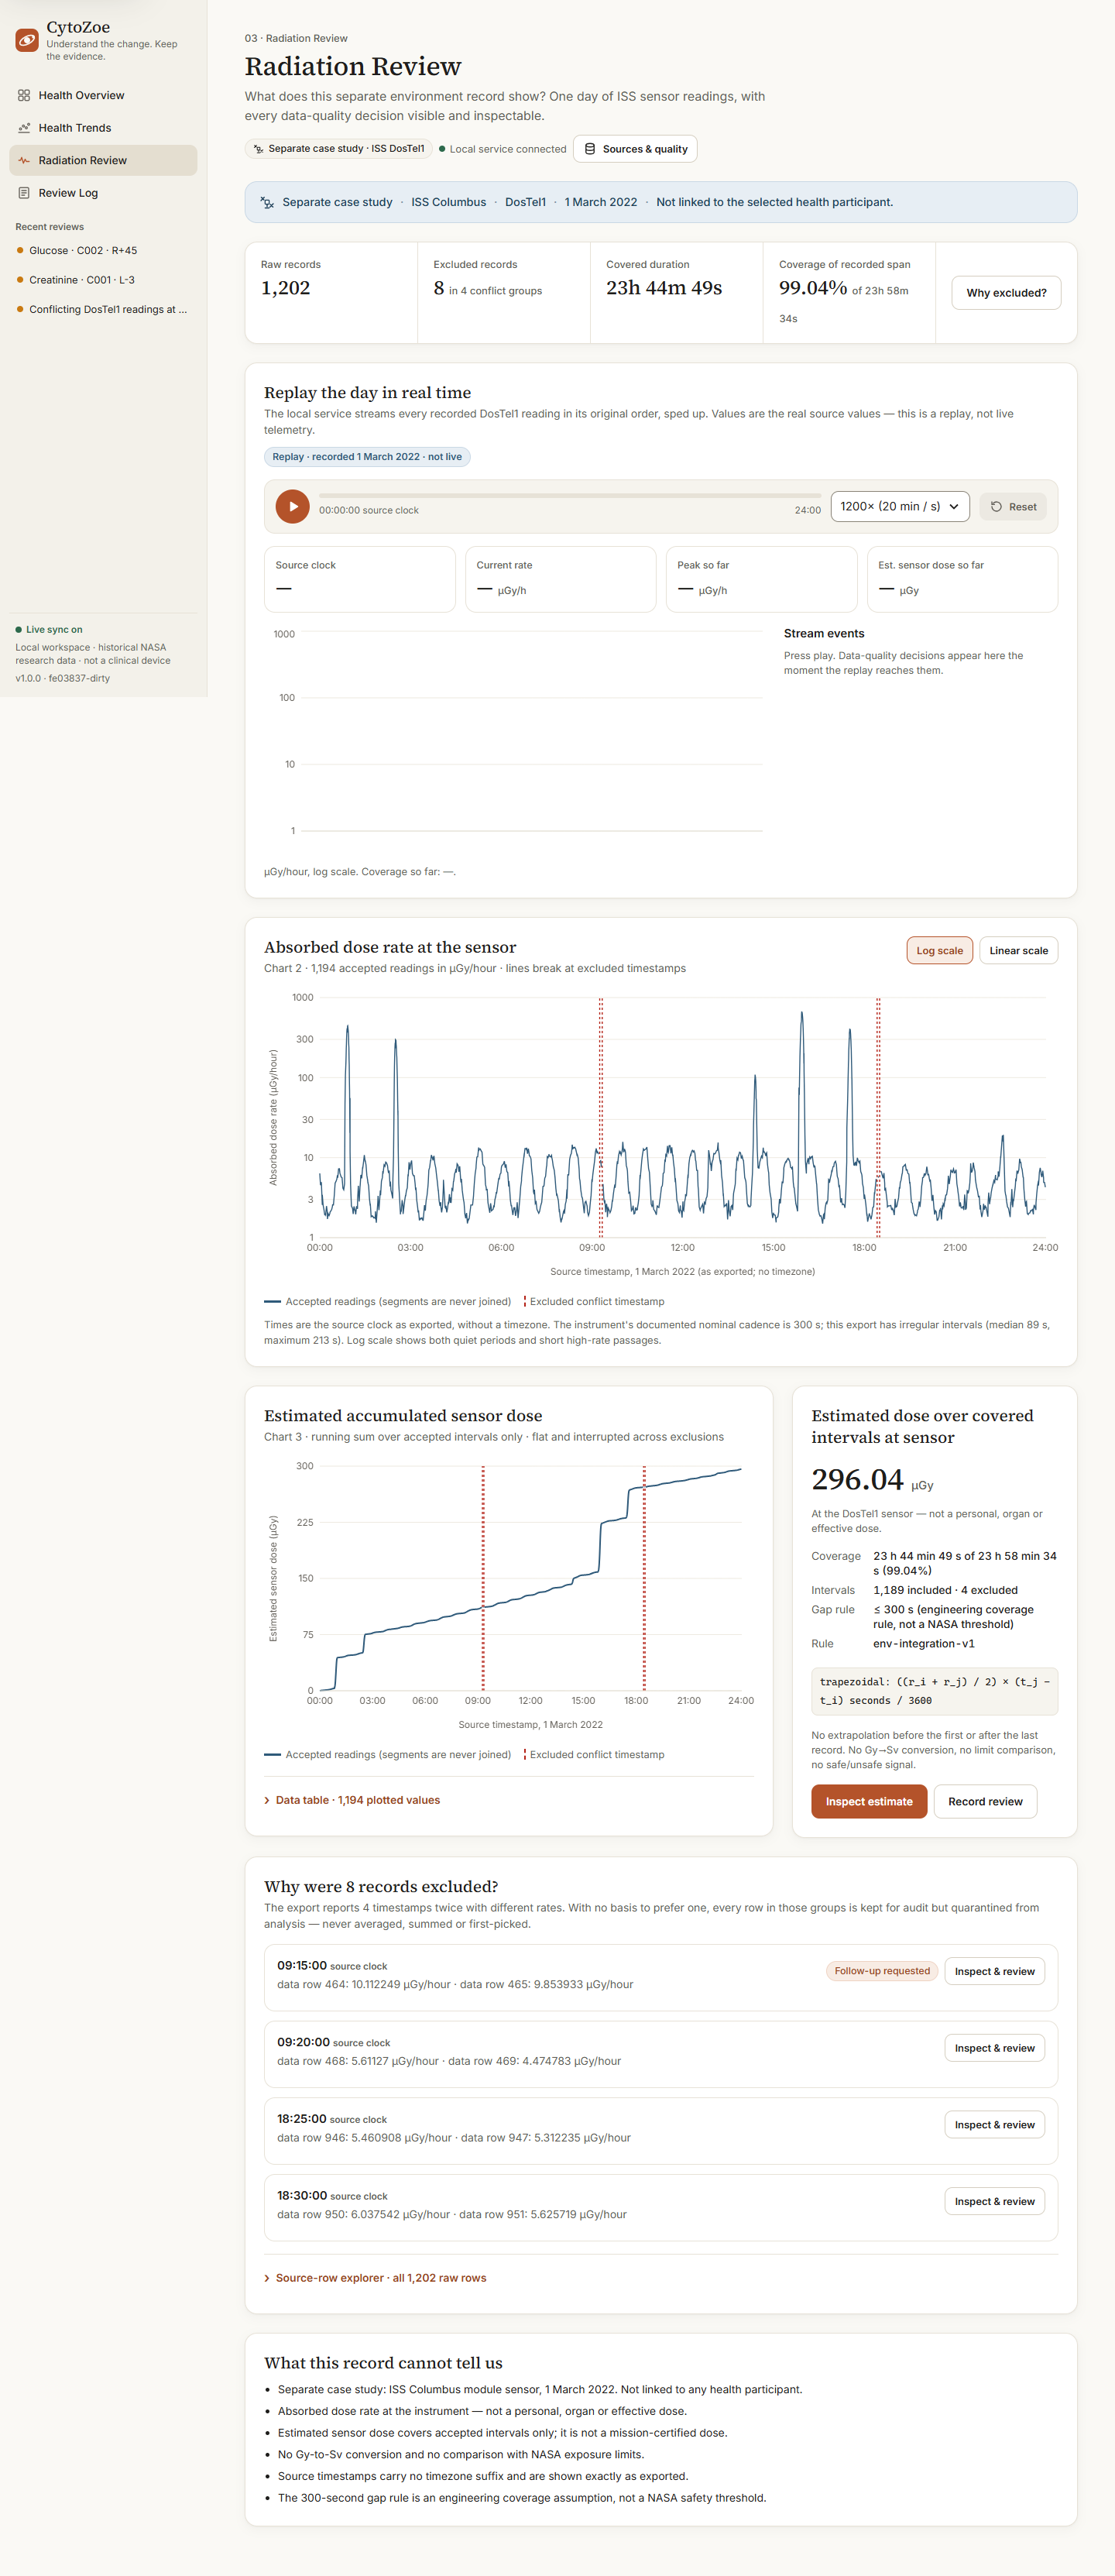 CytoZoe
Understand the change. Keep
the evidence.
Health Overview
Health Trends
Radiation Review
Review Log
Recent reviews
Glucose · C002 · R+45
Creatinine · C001 · L-3
Conflicting DosTel1 readings at ...
Live sync on
Local workspace · historical NASA
research data · not a clinical device
v1.0.0 · fe03837-dirty
03 · Radiation Review
Radiation Review
What does this separate environment record show? One day of ISS sensor readings, with
every data-quality decision visible and inspectable.
Separate case study · ISS DosTel1
Local service connected
Sources & quality
Separate case study · ISS Columbus · DosTel1 · 1 March 2022 · Not linked to the selected health participant.
Raw records
1,202
Excluded records
8 in 4 conflict groups
Covered duration
23h 44m 49s
Coverage of recorded span
99.04% of 23h 58m
34s
Why excluded?
Replay the day in real time
The local service streams every recorded DosTel1 reading in its original order, sped up. Values are the real source values — this is a replay, not live
telemetry.
Replay · recorded 1 March 2022 · not live
00:00:00 source clock
24:00
1200× (20 min / s)
Reset
Source clock
—
Current rate
— µGy/h
Peak so far
— µGy/h
Est. sensor dose so far
— µGy
1000
100
10
1
Stream events
Press play. Data-quality decisions appear here the
moment the replay reaches them.
µGy/hour, log scale. Coverage so far: —.
Absorbed dose rate at the sensor
Chart 2 · 1,194 accepted readings in µGy/hour · lines break at excluded timestamps
Log scale
Linear scale
Absorbed dose rate (µGy/hour)
1000
300
100
30
10
3
1
00:00 03:00 06:00 09:00 12:00 15:00 18:00 21:00 24:00
Source timestamp, 1 March 2022 (as exported; no timezone)
Accepted readings (segments are never joined)
Excluded conflict timestamp
Times are the source clock as exported, without a timezone. The instrument's documented nominal cadence is 300 s; this export has irregular intervals (median 89 s,
maximum 213 s). Log scale shows both quiet periods and short high-rate passages.
Estimated accumulated sensor dose
Chart 3 · running sum over accepted intervals only · flat and interrupted across exclusions
Estimated sensor dose (µGy)
300
225
150
75
0
00:00 03:00 06:00 09:00 12:00 15:00 18:00 21:00 24:00
Source timestamp, 1 March 2022
Accepted readings (segments are never joined)
Excluded conflict timestamp
Data table · 1,194 plotted values
Estimated dose over covered
intervals at sensor
296.04 µGy
At the DosTel1 sensor — not a personal, organ or
effective dose.
Coverage 23 h 44 min 49 s of 23 h 58 min 34
s (99.04%)
Intervals 1,189 included · 4 excluded
Gap rule ≤ 300 s (engineering coverage
rule, not a NASA threshold)
Rule env-integration-v1
trapezoidal: ((r_i + r_j) / 2) × (t_j −
t_i) seconds / 3600
No extrapolation before the first or after the last
record. No Gy→Sv conversion, no limit comparison,
no safe/unsafe signal.
Inspect estimate
Record review
Why were 8 records excluded?
The export reports 4 timestamps twice with different rates. With no basis to prefer one, every row in those groups is kept for audit but quarantined from
analysis — never averaged, summed or first-picked.
09:15:00 source clock
data row 464: 10.112249 µGy/hour · data row 465: 9.853933 µGy/hour
Follow-up requested
Inspect & review
09:20:00 source clock
data row 468: 5.61127 µGy/hour · data row 469: 4.474783 µGy/hour
Inspect & review
18:25:00 source clock
data row 946: 5.460908 µGy/hour · data row 947: 5.312235 µGy/hour
Inspect & review
18:30:00 source clock
data row 950: 6.037542 µGy/hour · data row 951: 5.625719 µGy/hour
Inspect & review
Source-row explorer · all 1,202 raw rows
What this record cannot tell us
• Separate case study: ISS Columbus module sensor, 1 March 2022. Not linked to any health participant.
• Absorbed dose rate at the instrument — not a personal, organ or effective dose.
• Estimated sensor dose covers accepted intervals only; it is not a mission-certified dose.
• No Gy-to-Sv conversion and no comparison with NASA exposure limits.
• Source timestamps carry no timezone suffix and are shown exactly as exported.
• The 300-second gap rule is an engineering coverage assumption, not a NASA safety threshold.